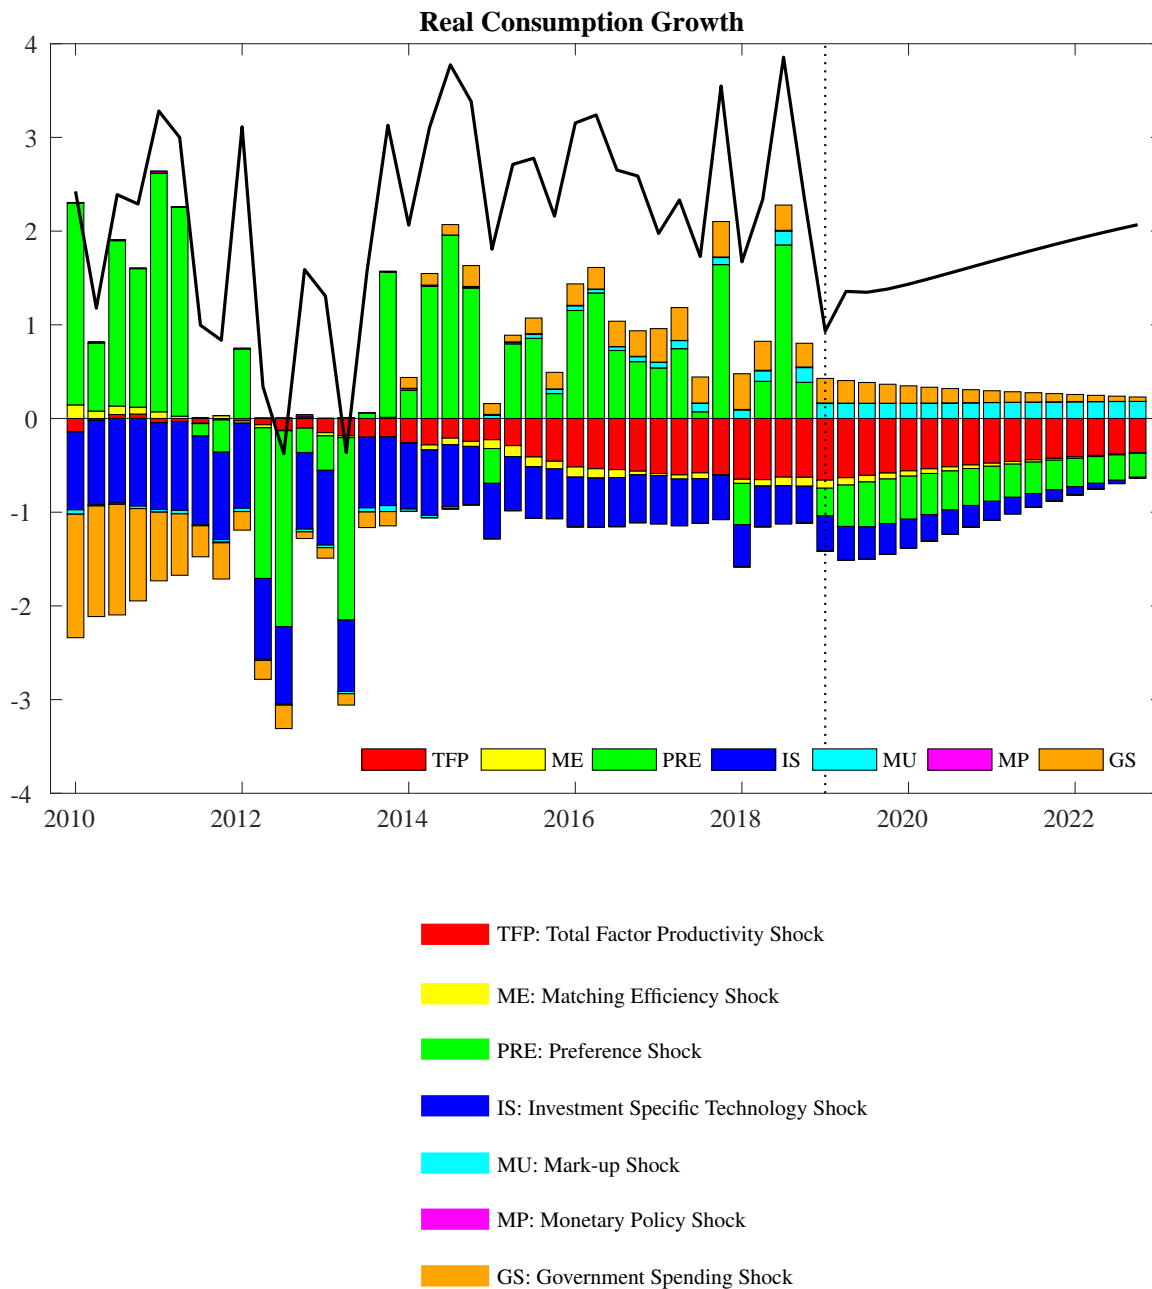 Real Consumption Growth
4
3
2
1
0
-1
-2
-3
-4
TFP ME PRE IS MU MP GS
2010 2012 2014 2016 2018 2020 2022
TFP: Total Factor Productivity Shock
ME: Matching Efficiency Shock
PRE: Preference Shock
IS: Investment Specific Technology Shock
MU: Mark-up Shock
MP: Monetary Policy Shock
GS: Government Spending Shock